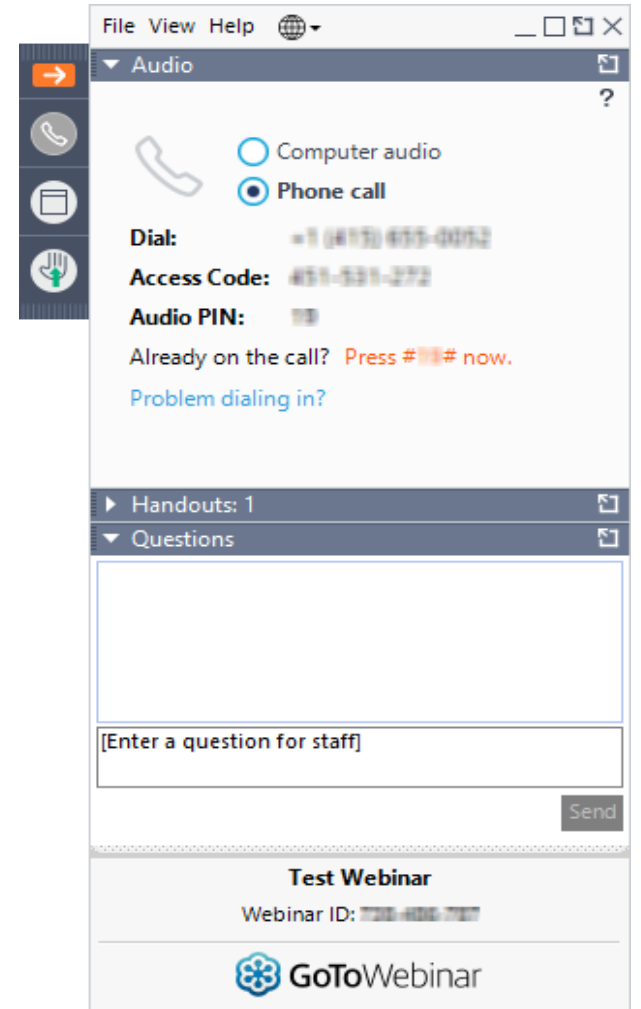 File View Help
Audio
?
Computer audio
Phone call
Dial:
Access Code:
Audio PIN:
Already on the call? Press # # now.
Problem dialing in?
Handouts: 1
Questions
[Enter a question for staff]
Send
Test Webinar
Webinar ID:
GoToWebinar